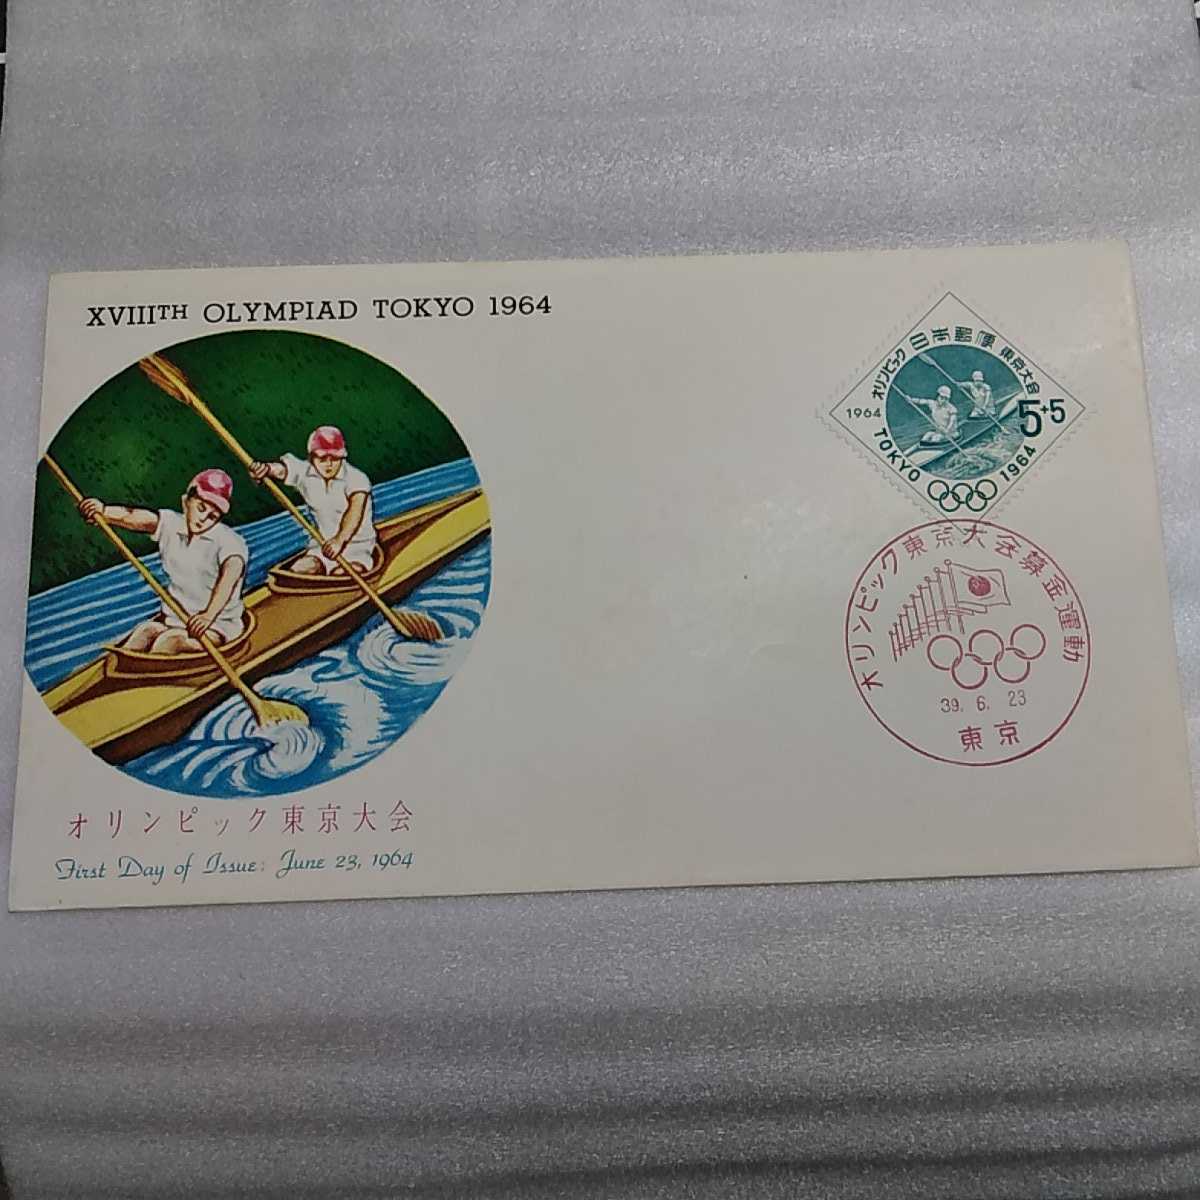 XVIIITH OLYMPIAD TOKYO 1964
オリンピック東京大会
First Day of Issue: June 23, 1964
日本郵便
オリンピック
東京大会
1964
5+5
TOKYO
1964
オリンピック東京大会募金運動
39. 6. 23
東京